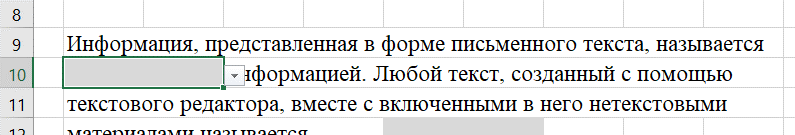 8
9 Информация, представленная в форме письменного текста, называется
10 нформацией. Любой текст, созданный с помощью
11 текстового редактора, вместе с включенными в него нетекстовыми
12 материалами называется